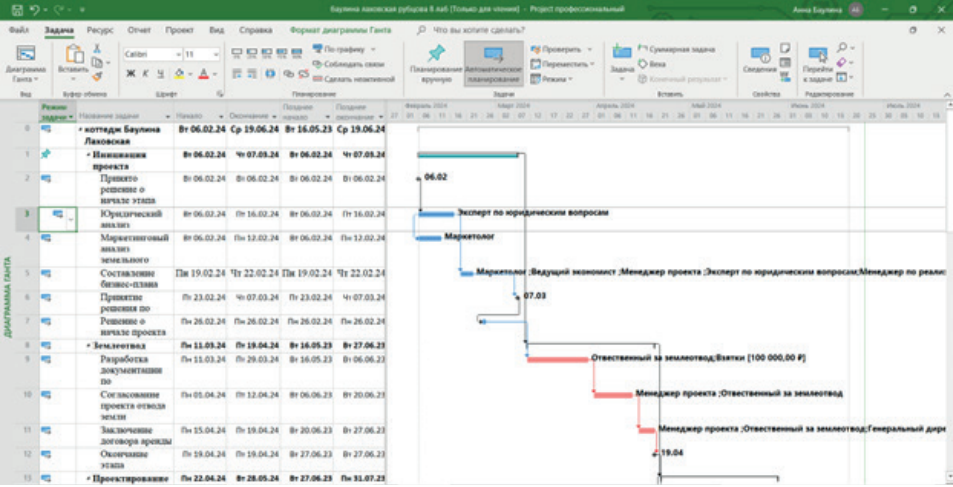 баулина лаховская рубцова 8 лаб [Только для чтения] - Project профессиональный
Анна Баулина
АБ
Файл Задача Ресурс Отчет Проект Вид Справка Формат диаграммы Ганта Что вы хотите сделать?
Диаграмма Ганта
Вид
Вставить
Буфер обмена
Calibri 11
Ж К Ч
Шрифт
По графику
Соблюдать связи
Сделать неактивной
Планирование
Планирование вручную
Автоматическое планирование
Проверить
Переместить
Режим
Задачи
Задача
Суммарная задача
Веха
Конечный результат
Вставить
Сведения
Свойства
Перейти к задаче
Редактирование
Режим задачи Название задачи Начало Окончание Позднее начало Позднее окончание
Февраль 2024 Март 2024 Апрель 2024 Май 2024 Июнь 2024 Июль 2024
ДИАГРАММА ГАНТА
0 коттедж Баулина Лаховская Вт 06.02.24 Ср 19.06.24 Вт 16.05.23 Ср 19.06.24
1 Инициация проекта Вт 06.02.24 Чт 07.03.24 Вт 06.02.24 Чт 07.03.24
2 Принято решение о начале этапа Вт 06.02.24 Вт 06.02.24 Вт 06.02.24 Вт 06.02.24
06.02
3 Юридический анализ Вт 06.02.24 Пт 16.02.24 Вт 06.02.24 Пт 16.02.24
Эксперт по юридическим вопросам
4 Маркетинговый анализ земельного Вт 06.02.24 Пн 12.02.24 Вт 06.02.24 Пн 12.02.24
Маркетолог
5 Составление бизнес-плана Пн 19.02.24 Чт 22.02.24 Пн 19.02.24 Чт 22.02.24
Маркетолог ;Ведущий экономист ;Менеджер проекта ;Эксперт по юридическим вопросам;Менеджер по реализ
6 Принятие решения по Пт 23.02.24 Чт 07.03.24 Пт 23.02.24 Чт 07.03.24
07.03
7 Решение о начале проекта Пн 26.02.24 Пн 26.02.24 Пн 26.02.24 Пн 26.02.24
8 Землеотвод Пн 11.03.24 Пт 19.04.24 Вт 16.05.23 Вт 27.06.23
9 Разработка документации по Пн 11.03.24 Пт 29.03.24 Вт 16.05.23 Вт 06.06.23
Отвественный за землеотвод;Взятки [100 000,00 ₽]
10 Согласование проекта отвода земли Пн 01.04.24 Пт 12.04.24 Вт 06.06.23 Вт 20.06.23
Менеджер проекта ;Отвественный за землеотвод
11 Заключение договора аренды Пн 15.04.24 Пт 19.04.24 Вт 20.06.23 Вт 27.06.23
Менеджер проекта ;Отвественный за землеотвод;Генеральный дире
12 Окончание этапа Пт 19.04.24 Пт 19.04.24 Вт 27.06.23 Вт 27.06.23
19.04
13 Проектирование Пн 22.04.24 Вт 28.05.24 Вт 27.06.23 Пн 31.07.23